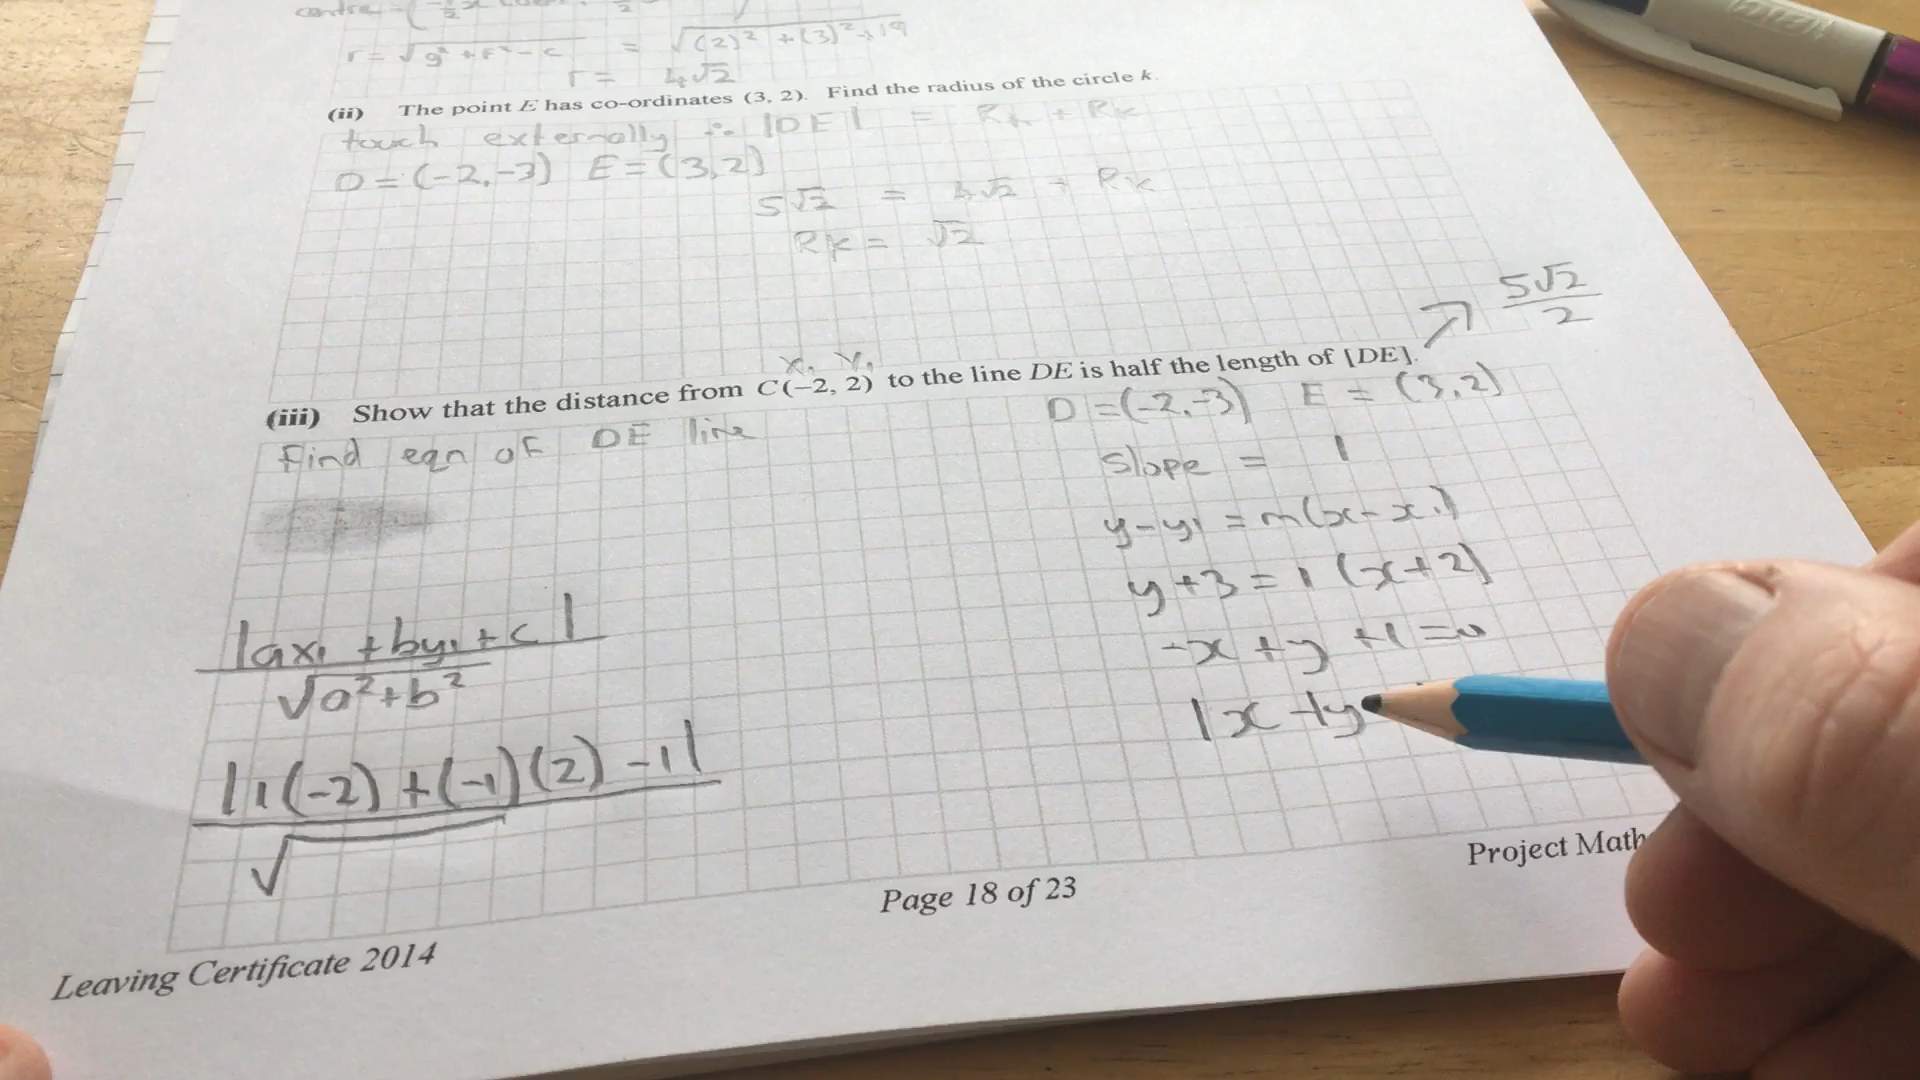 centre = (
r = √g² + f² - c = √(2)² + (3)² + 19
r = 4√2
(ii) The point E has co-ordinates (3, 2). Find the radius of the circle k.
touch externally ∴ |DE| = Rh + Rk
D = (-2,-3) E = (3,2)
5√2 = 4√2 + Rk
Rk = √2
5√2
2
x₁ y₁
(iii) Show that the distance from C(−2, 2) to the line DE is half the length of [DE].
Find eqn of DE line
D = (-2,-3) E = (3,2)
slope = 1
y - y₁ = m(x - x₁)
y + 3 = 1 (x + 2)
-x + y + 1 = 0
1x - 1y
|ax₁ + by₁ + c|
√a² + b²
|1(-2) + (-1)(2) - 1|
√
Project Math
Page 18 of 23
Leaving Certificate 2014